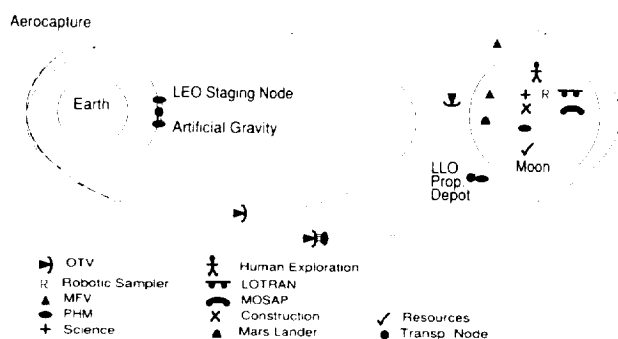 Aerocapture
Earth
LEO Staging Node
Artificial Gravity
R
Moon
LLO
Prop.
Depot
OTV
R Robotic Sampler
MFV
PHM
Science
Human Exploration
LOTRAN
MOSAP
Construction
Mars Lander
Resources
Transp. Node